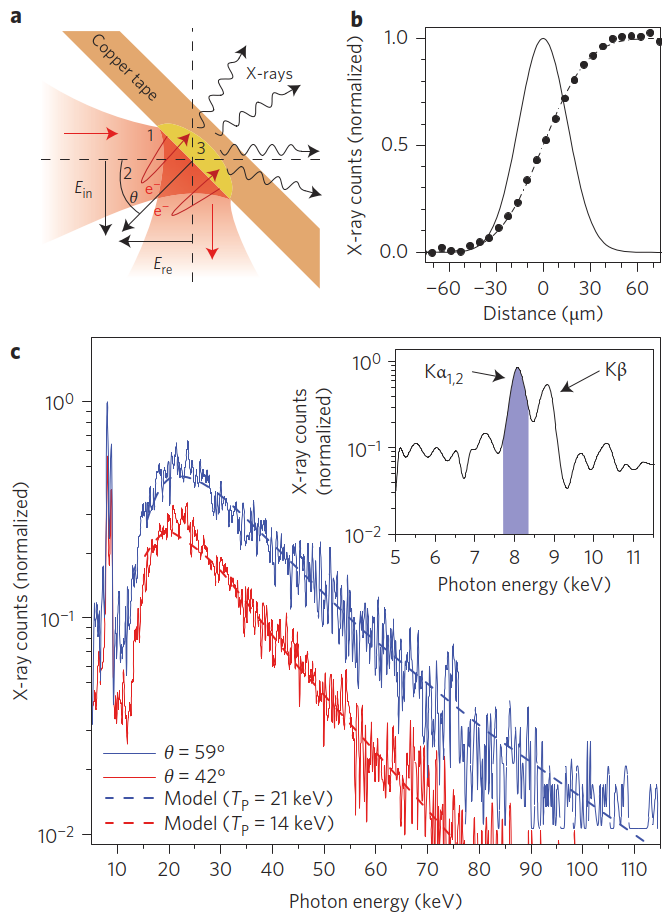 a
Copper tape
X-rays
1
2
3
θ
e⁻
e⁻
E_in
E_re
b
X-ray counts (normalized)
1.0
0.5
0.0
−60 −30 0 30 60
Distance (μm)
c
X-ray counts (normalized)
10⁰
10⁻¹
10⁻²
θ = 59°
θ = 42°
Model (T_P = 21 keV)
Model (T_P = 14 keV)
10 20 30 40 50 60 70 80 90 100 110
Photon energy (keV)
X-ray counts
(normalized)
10⁰
10⁻¹
10⁻²
Kα₁,₂
Kβ
5 6 7 8 9 10 11
Photon energy (keV)